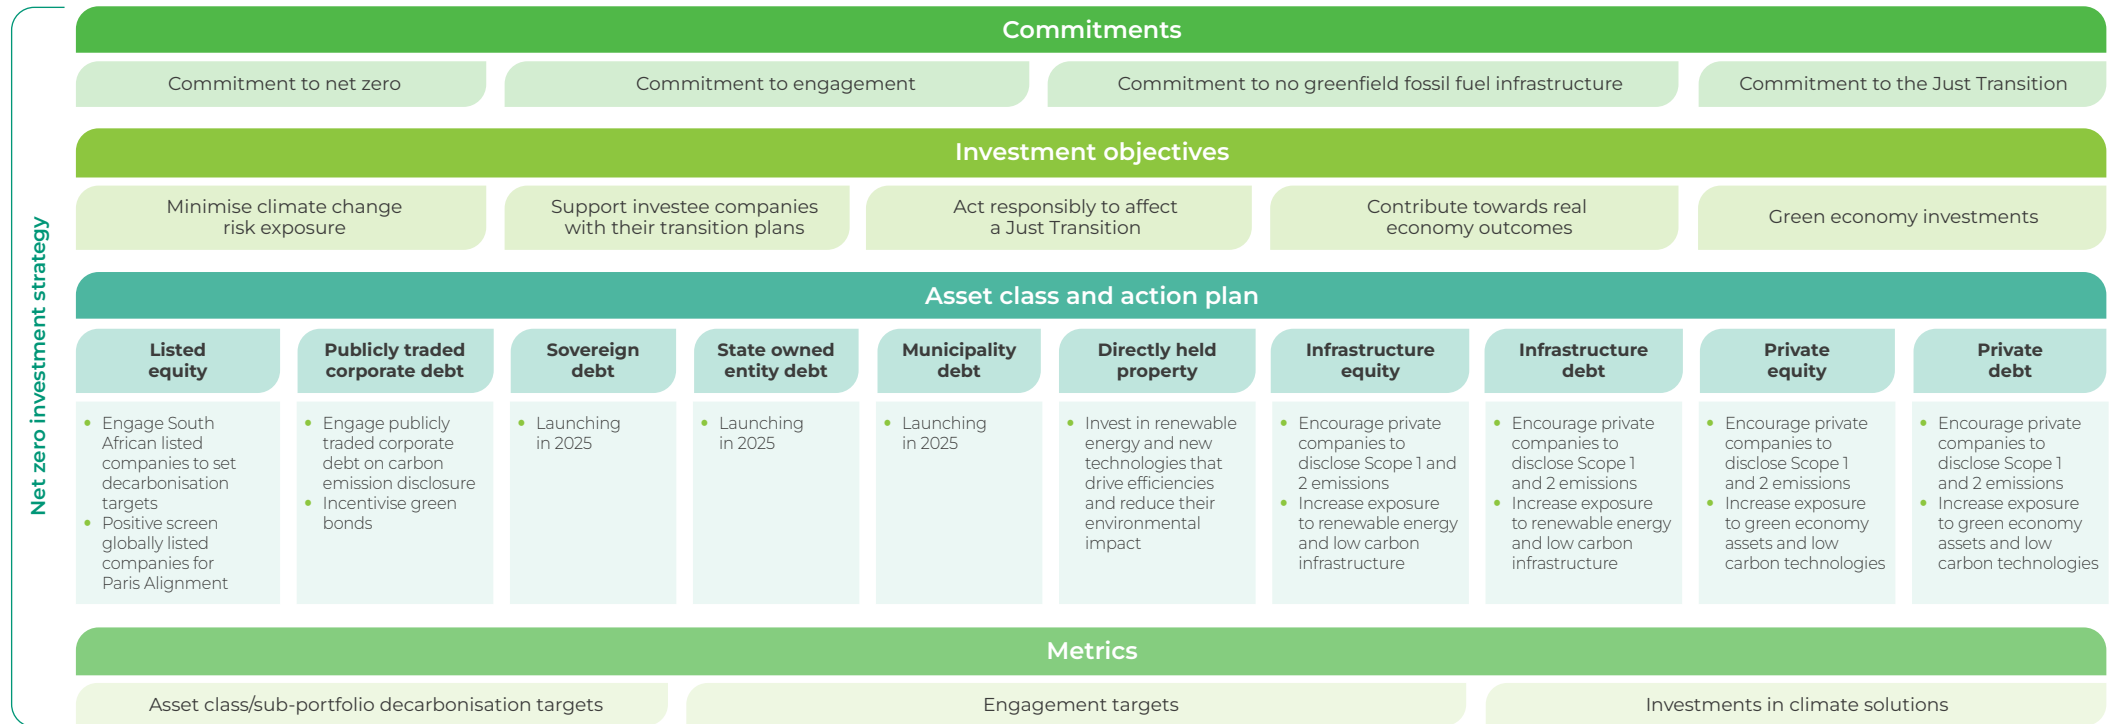 Net zero investment strategy
Commitments
Commitment to net zero
Commitment to engagement
Commitment to no greenfield fossil fuel infrastructure
Commitment to the Just Transition
Investment objectives
Minimise climate change
risk exposure
Support investee companies
with their transition plans
Act responsibly to affect
a Just Transition
Contribute towards real
economy outcomes
Green economy investments
Asset class and action plan
Listed
equity
• Engage South
African listed
companies to set
decarbonisation
targets
• Positive screen
globally listed
companies for
Paris Alignment
Publicly traded
corporate debt
• Engage publicly
traded corporate
debt on carbon
emission disclosure
• Incentivise green
bonds
Sovereign
debt
• Launching
in 2025
State owned
entity debt
• Launching
in 2025
Municipality
debt
• Launching
in 2025
Directly held
property
• Invest in renewable
energy and new
technologies that
drive efficiencies
and reduce their
environmental
impact
Infrastructure
equity
• Encourage private
companies to
disclose Scope 1 and
2 emissions
• Increase exposure
to renewable energy
and low carbon
infrastructure
Infrastructure
debt
• Encourage private
companies to
disclose Scope 1
and 2 emissions
• Increase exposure
to renewable energy
and low carbon
infrastructure
Private
equity
• Encourage private
companies to
disclose Scope 1
and 2 emissions
• Increase exposure
to green economy
assets and low
carbon technologies
Private
debt
• Encourage private
companies to
disclose Scope 1
and 2 emissions
• Increase exposure
to green economy
assets and low
carbon technologies
Metrics
Asset class/sub-portfolio decarbonisation targets
Engagement targets
Investments in climate solutions